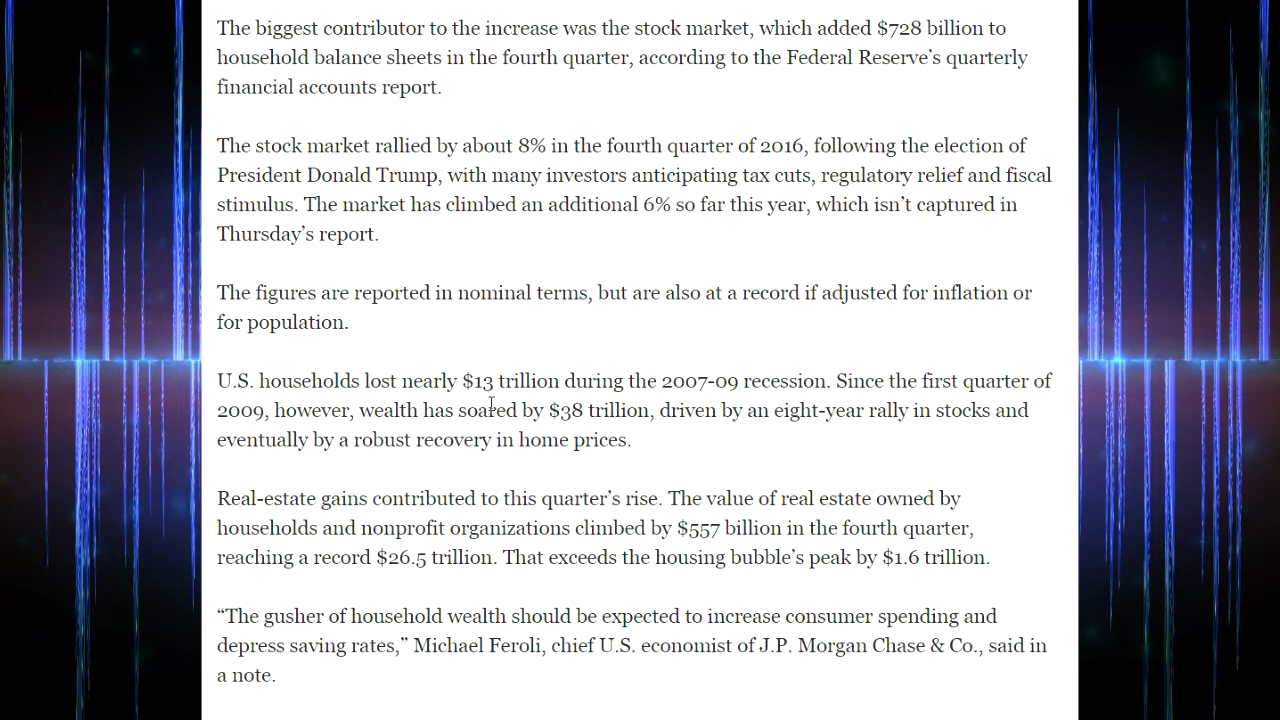 The biggest contributor to the increase was the stock market, which added $728 billion to
household balance sheets in the fourth quarter, according to the Federal Reserve’s quarterly
financial accounts report.
The stock market rallied by about 8% in the fourth quarter of 2016, following the election of
President Donald Trump, with many investors anticipating tax cuts, regulatory relief and fiscal
stimulus. The market has climbed an additional 6% so far this year, which isn’t captured in
Thursday’s report.
The figures are reported in nominal terms, but are also at a record if adjusted for inflation or
for population.
U.S. households lost nearly $13 trillion during the 2007-09 recession. Since the first quarter of
2009, however, wealth has soared by $38 trillion, driven by an eight-year rally in stocks and
eventually by a robust recovery in home prices.
Real-estate gains contributed to this quarter’s rise. The value of real estate owned by
households and nonprofit organizations climbed by $557 billion in the fourth quarter,
reaching a record $26.5 trillion. That exceeds the housing bubble’s peak by $1.6 trillion.
“The gusher of household wealth should be expected to increase consumer spending and
depress saving rates,” Michael Feroli, chief U.S. economist of J.P. Morgan Chase & Co., said in
a note.